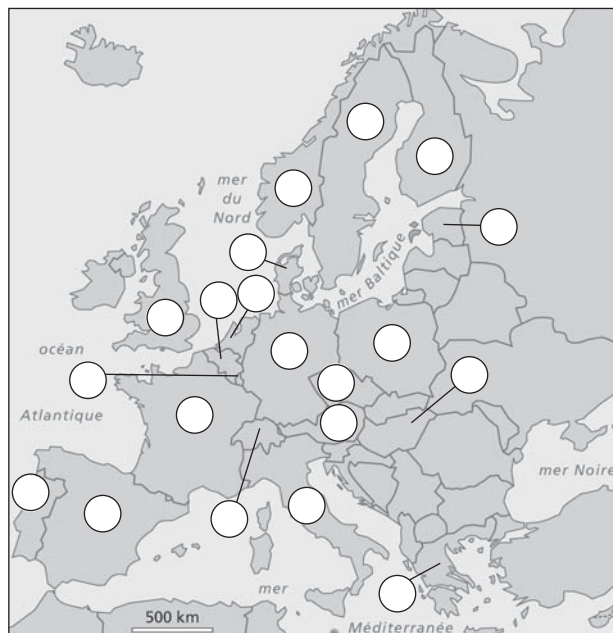 mer
du
Nord
mer Baltique
océan
Atlantique
mer Noire
mer
Méditerranée
500 km